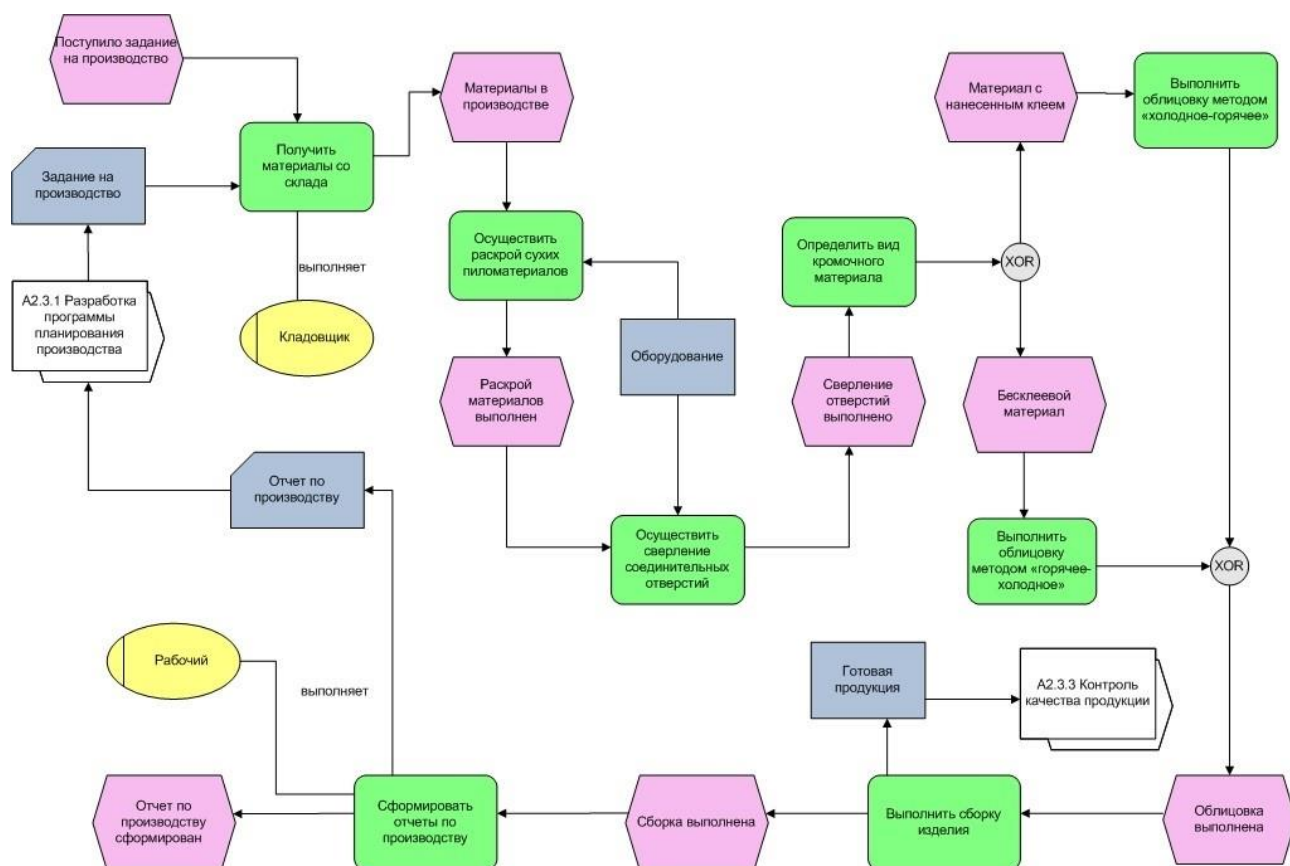 Поступило задание
на производство
Материалы в
производстве
Материал с
нанесенным клеем
Выполнить
облицовку методом
«холодное-горячее»
Получить
материалы со
склада
Задание на
производство
Осуществить
раскрой сухих
пиломатериалов
Определить вид
кромочного
материала
XOR
выполняет
А2.3.1 Разработка
программы
планирования
производства
Кладовщик
Оборудование
Раскрой
материалов
выполнен
Сверление
отверстий
выполнено
Бесклеевой
материал
Отчет по
производству
Осуществить
сверление
соединительных
отверстий
Выполнить
облицовку
методом «горячее-
холодное»
XOR
Рабочий
выполняет
Готовая
продукция
А2.3.3 Контроль
качества продукции
Отчет по
производству
сформирован
Сформировать
отчеты по
производству
Сборка выполнена
Выполнить сборку
изделия
Облицовка
выполнена